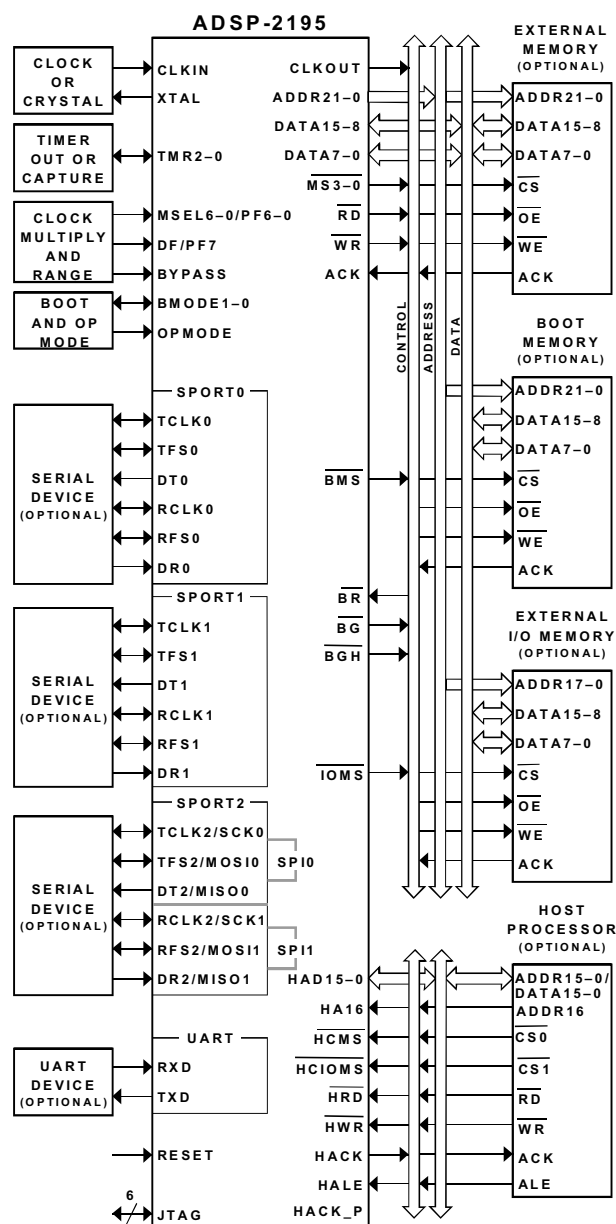 ADSP-2195
CLOCK
OR
CRYSTAL
CLKIN
XTAL
TIMER
OUT OR
CAPTURE
TMR2–0
CLOCK
MULTIPLY
AND
RANGE
MSEL6–0/PF6–0
DF/PF7
BYPASS
BOOT
AND OP
MODE
BMODE1–0
OPMODE
SERIAL
DEVICE
(OPTIONAL)
SPORT0
TCLK0
TFS0
DT0
RCLK0
RFS0
DR0
SERIAL
DEVICE
(OPTIONAL)
SPORT1
TCLK1
TFS1
DT1
RCLK1
RFS1
DR1
SERIAL
DEVICE
(OPTIONAL)
SPORT2
TCLK2/SCK0
TFS2/MOSI0
DT2/MISO0
SPI0
RCLK2/SCK1
RFS2/MOSI1
DR2/MISO1
SPI1
UART
DEVICE
(OPTIONAL)
UART
RXD
TXD
RESET
6
JTAG
CLKOUT
ADDR21–0
DATA15–8
DATA7–0
MS3–0
RD
WR
ACK
BMS
BR
BG
BGH
IOMS
HAD15–0
HA16
HCMS
HCIOMS
HRD
HWR
HACK
HALE
HACK_P
CONTROL
ADDRESS
DATA
EXTERNAL
MEMORY
(OPTIONAL)
ADDR21–0
DATA15–8
DATA7–0
CS
OE
WE
ACK
BOOT
MEMORY
(OPTIONAL)
ADDR21–0
DATA15–8
DATA7–0
CS
OE
WE
ACK
EXTERNAL
I/O MEMORY
(OPTIONAL)
ADDR17–0
DATA15–8
DATA7–0
CS
OE
WE
ACK
HOST
PROCESSOR
(OPTIONAL)
ADDR15–0/
DATA15–0
ADDR16
CS0
CS1
RD
WR
ACK
ALE